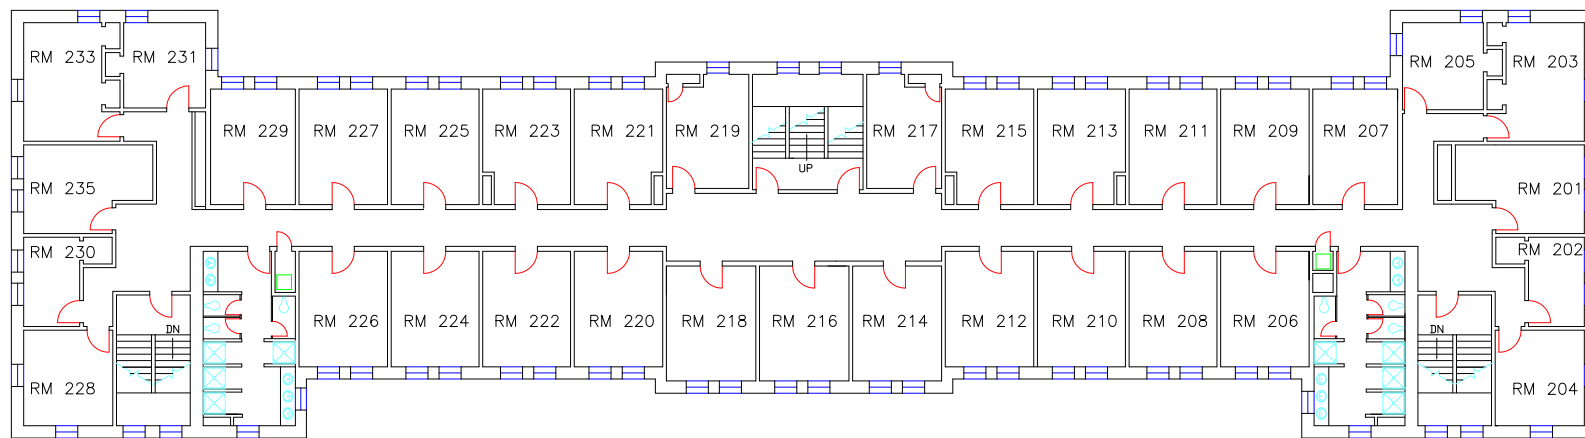 RM 233
RM 231
RM 205
RM 203
RM 229
RM 227
RM 225
RM 223
RM 221
RM 219
UP
RM 217
RM 215
RM 213
RM 211
RM 209
RM 207
RM 235
RM 201
RM 230
RM 202
RM 226
RM 224
RM 222
RM 220
RM 218
RM 216
RM 214
RM 212
RM 210
RM 208
RM 206
DN
DN
RM 228
RM 204